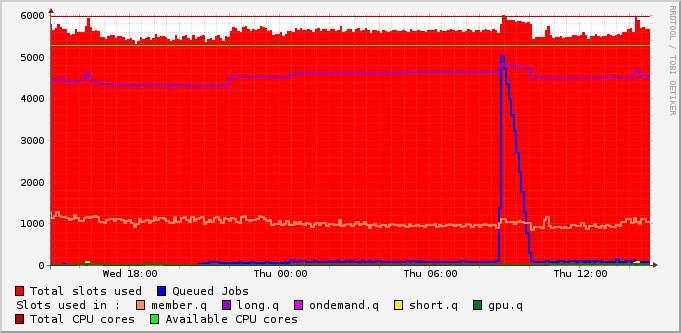 6000
5000
4000
3000
2000
1000
0
Wed 18:00 Thu 00:00 Thu 06:00 Thu 12:00
Total slots used Queued Jobs
Slots used in : member.q long.q ondemand.q short.q gpu.q
Total CPU cores Available CPU cores
RRDTOOL / TOBI OETIKER